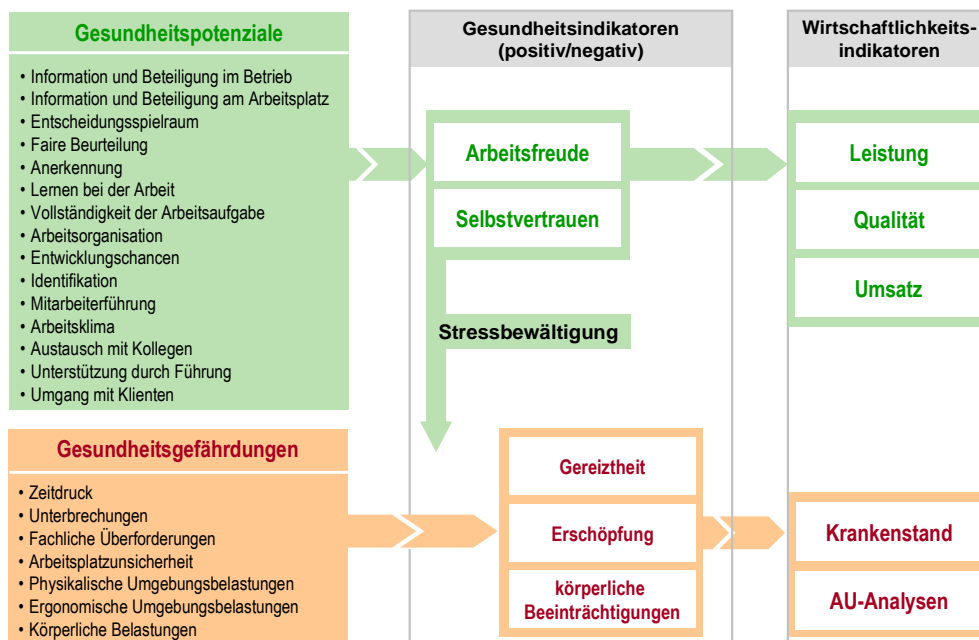 Gesundheitspotenziale
• Information und Beteiligung im Betrieb
• Information und Beteiligung am Arbeitsplatz
• Entscheidungsspielraum
• Faire Beurteilung
• Anerkennung
• Lernen bei der Arbeit
• Vollständigkeit der Arbeitsaufgabe
• Arbeitsorganisation
• Entwicklungschancen
• Identifikation
• Mitarbeiterführung
• Arbeitsklima
• Austausch mit Kollegen
• Unterstützung durch Führung
• Umgang mit Klienten
Gesundheitsindikatoren
(positiv/negativ)
Arbeitsfreude
Selbstvertrauen
Stressbewältigung
Wirtschaftlichkeits-
indikatoren
Leistung
Qualität
Umsatz
Gesundheitsgefährdungen
• Zeitdruck
• Unterbrechungen
• Fachliche Überforderungen
• Arbeitsplatzunsicherheit
• Physikalische Umgebungsbelastungen
• Ergonomische Umgebungsbelastungen
• Körperliche Belastungen
Gereiztheit
Erschöpfung
körperliche
Beeinträchtigungen
Krankenstand
AU-Analysen